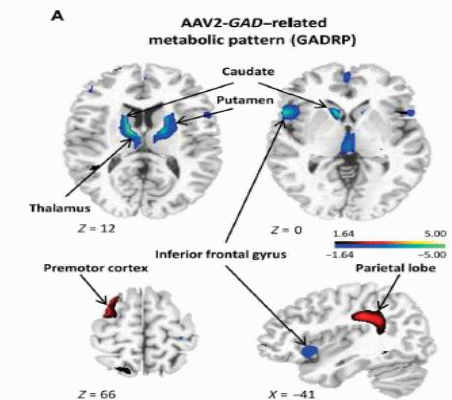 A
AAV2-GAD–related
metabolic pattern (GADRP)
Caudate
Putamen
Thalamus
Z = 12
Z = 0
1.64 5.00
−1.64 −5.00
Inferior frontal gyrus
Premotor cortex
Parietal lobe
Z = 66
X = −41